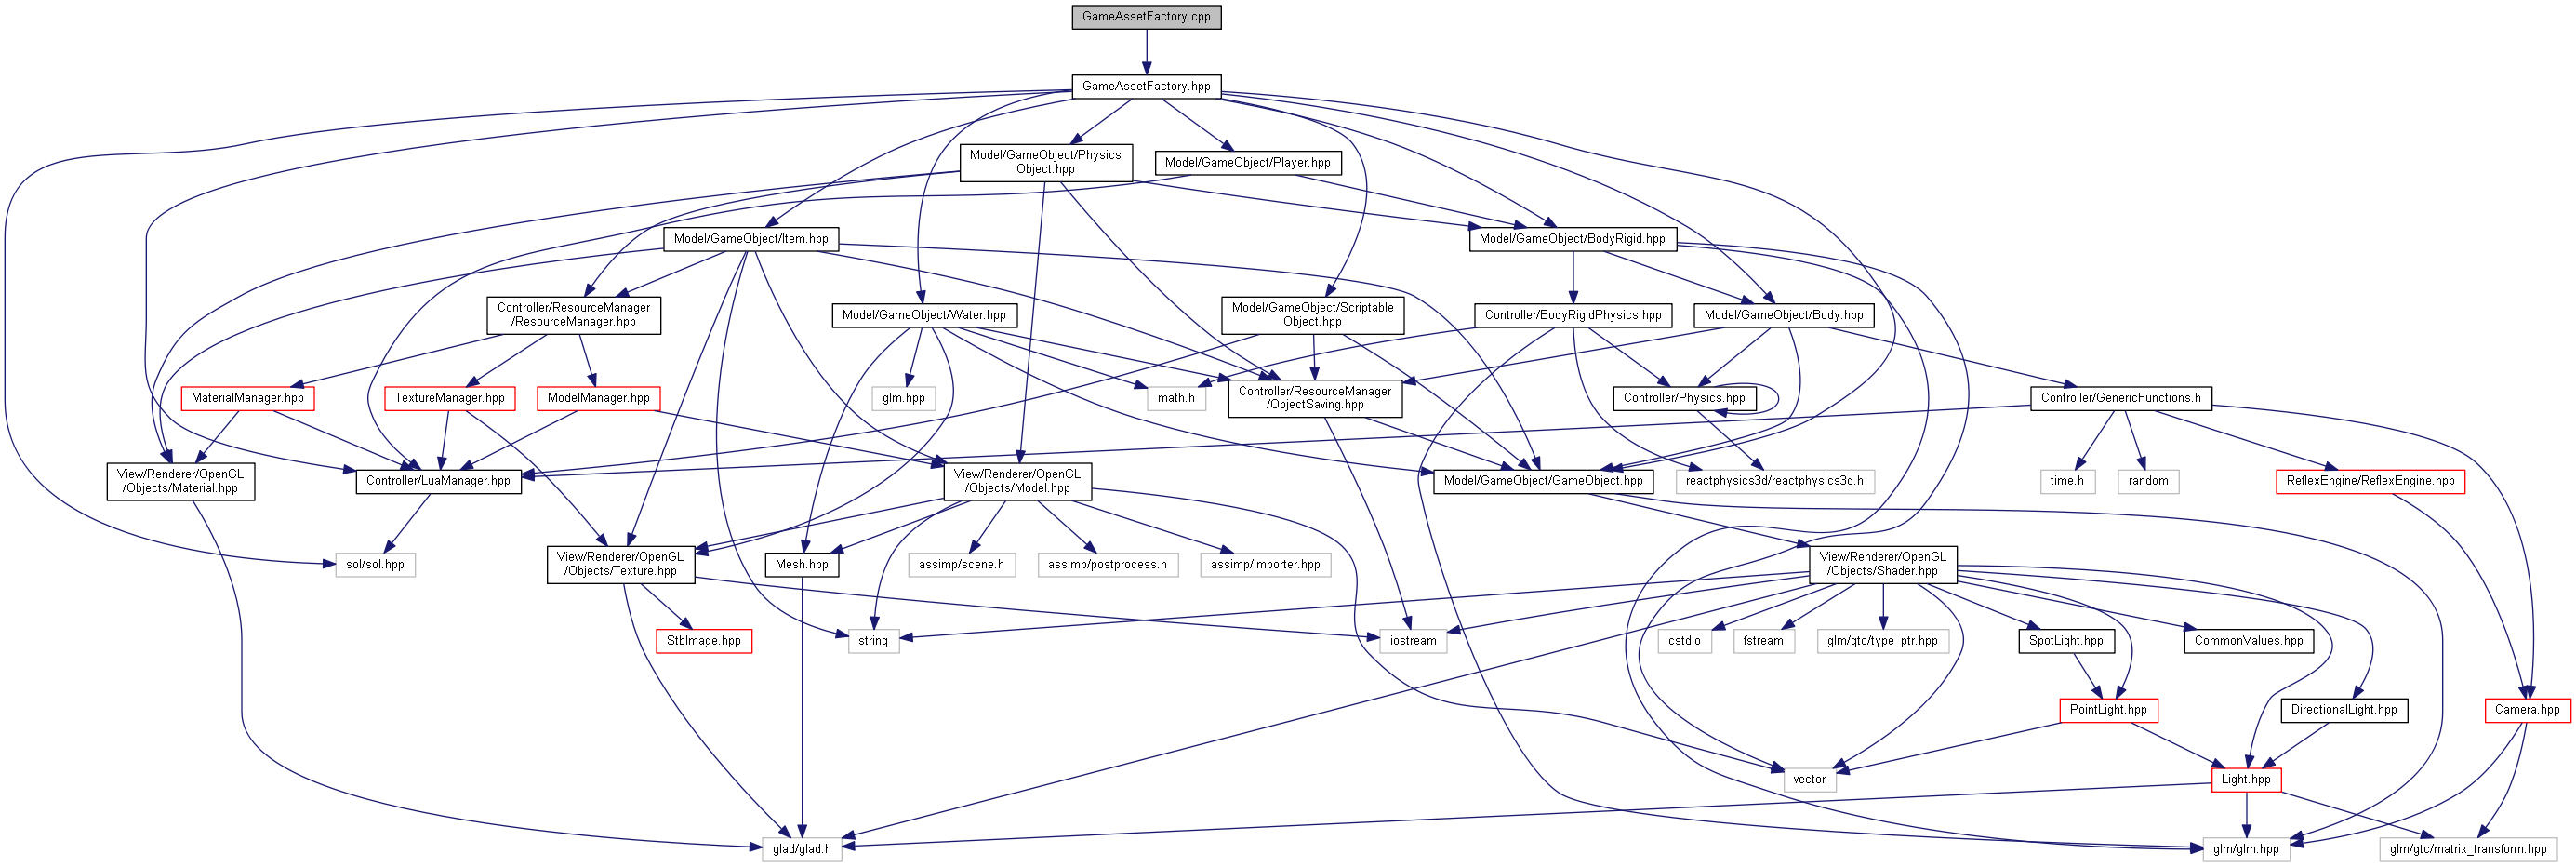 GameAssetFactory.cpp
GameAssetFactory.hpp
Model/GameObject/Physics
Object.hpp
Model/GameObject/Player.hpp
Model/GameObject/Item.hpp
Model/GameObject/BodyRigid.hpp
Controller/ResourceManager
/ResourceManager.hpp
Model/GameObject/Water.hpp
Model/GameObject/Scriptable
Object.hpp
Controller/BodyRigidPhysics.hpp
Model/GameObject/Body.hpp
MaterialManager.hpp
TextureManager.hpp
ModelManager.hpp
glm.hpp
math.h
Controller/ResourceManager
/ObjectSaving.hpp
Controller/Physics.hpp
Controller/GenericFunctions.h
View/Renderer/OpenGL
/Objects/Material.hpp
Controller/LuaManager.hpp
View/Renderer/OpenGL
/Objects/Model.hpp
Model/GameObject/GameObject.hpp
reactphysics3d/reactphysics3d.h
time.h
random
ReflexEngine/ReflexEngine.hpp
sol/sol.hpp
View/Renderer/OpenGL
/Objects/Texture.hpp
Mesh.hpp
assimp/scene.h
assimp/postprocess.h
assimp/Importer.hpp
View/Renderer/OpenGL
/Objects/Shader.hpp
StbImage.hpp
string
iostream
cstdio
fstream
glm/gtc/type_ptr.hpp
SpotLight.hpp
CommonValues.hpp
PointLight.hpp
DirectionalLight.hpp
Camera.hpp
vector
Light.hpp
glad/glad.h
glm/glm.hpp
glm/gtc/matrix_transform.hpp